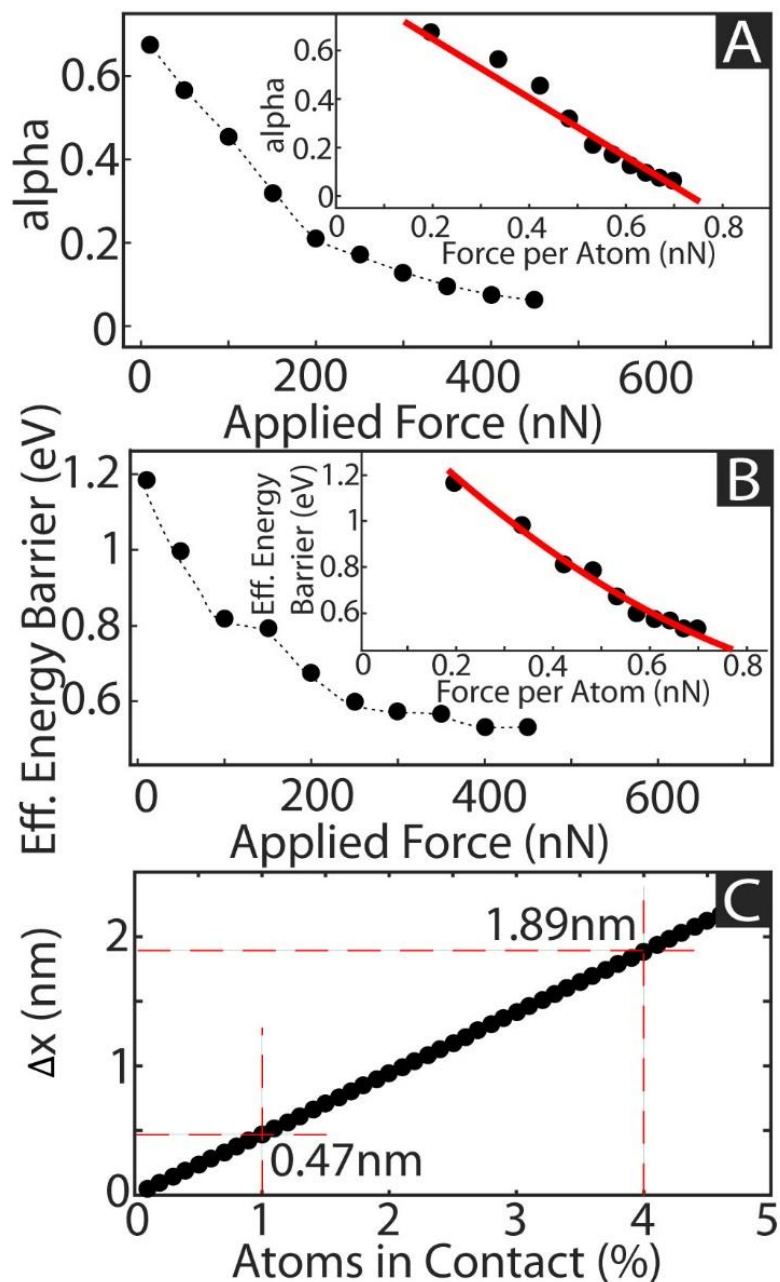 A
alpha
0.6
0.4
0.2
0
0
200
400
600
Applied Force (nN)
alpha
0.6
0.4
0.2
0
0
0.2
0.4
0.6
0.8
Force per Atom (nN)
B
Eff. Energy Barrier (eV)
1.2
1
0.8
0.6
0
200
400
600
Applied Force (nN)
Eff. Energy
Barrier (eV)
1.2
1
0.8
0.6
0
0.2
0.4
0.6
0.8
Force per Atom (nN)
C
Δx (nm)
2
1
0
1.89nm
0.47nm
1
2
3
4
5
Atoms in Contact (%)